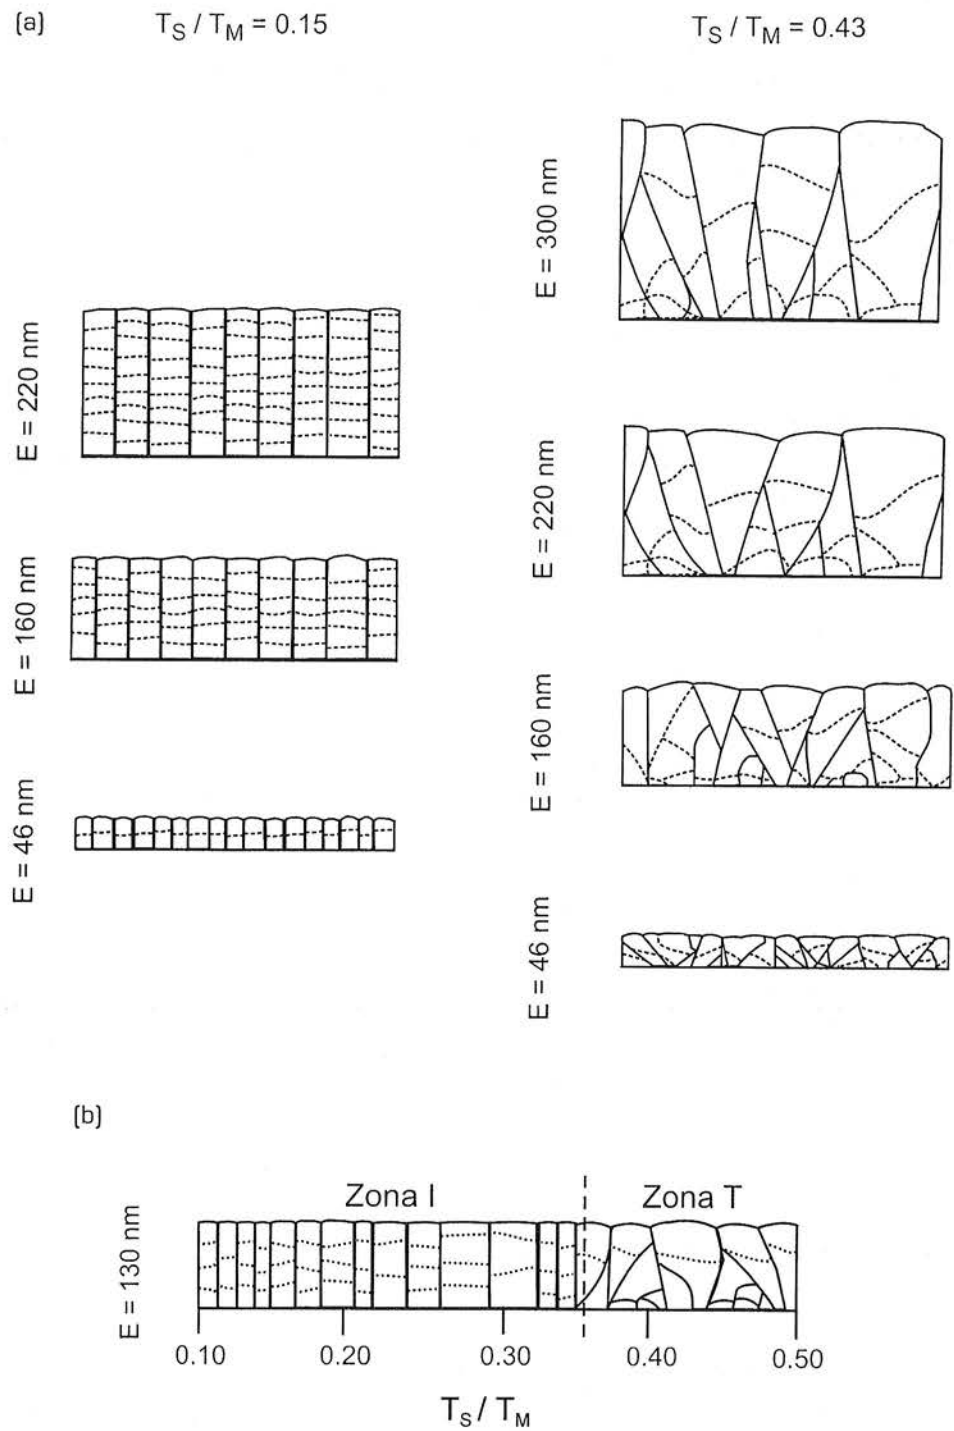 (a)
T_S / T_M = 0.15
T_S / T_M = 0.43
E = 220 nm
E = 160 nm
E = 46 nm
E = 300 nm
E = 220 nm
E = 160 nm
E = 46 nm
(b)
Zona I
Zona T
E = 130 nm
0.10 0.20 0.30 0.40 0.50
T_S / T_M